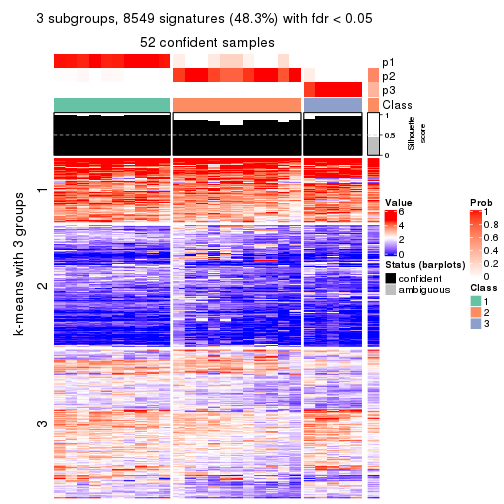 3 subgroups, 8549 signatures (48.3%) with fdr < 0.05
52 confident samples
p1
p2
p3
Class
1
0.5
0
Silhouette
score
k-means with 3 groups
1
2
3
Value
6
4
2
0
Status (barplots)
confident
ambiguous
Prob
1
0.8
0.6
0.4
0.2
0
Class
1
2
3